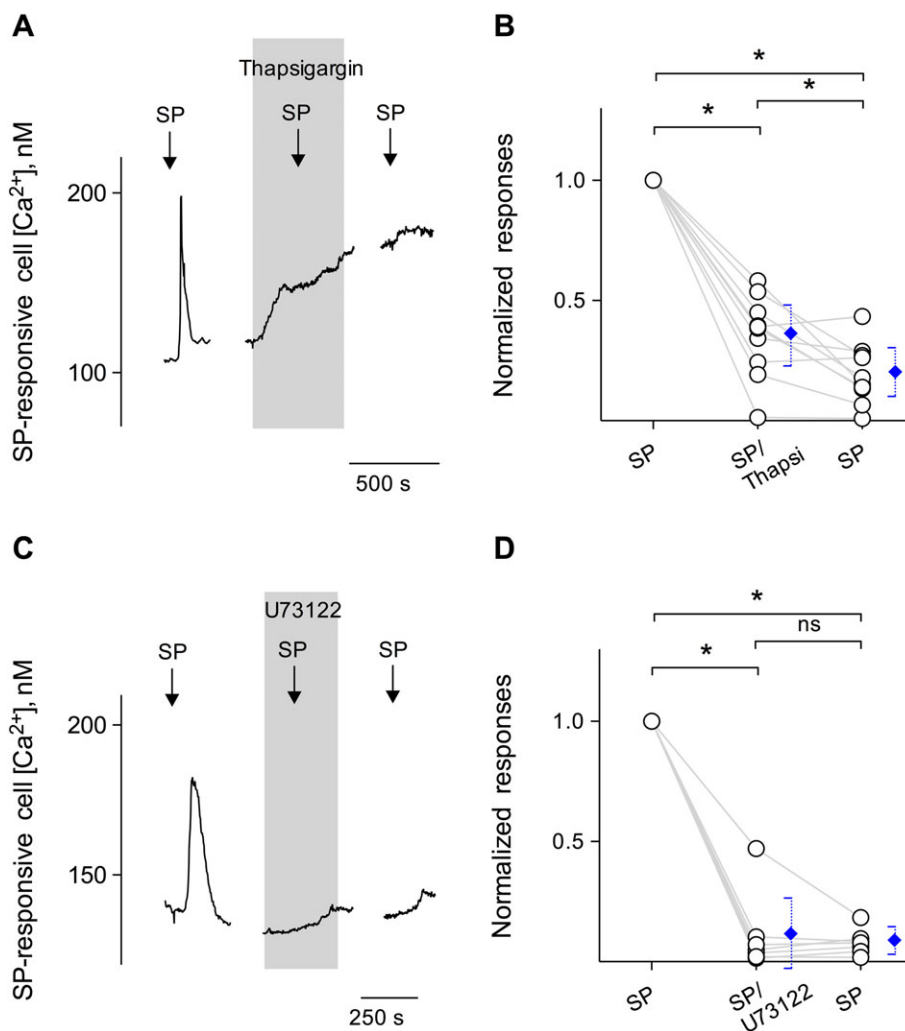 A
Thapsigargin
SP
SP
SP
SP-responsive cell [Ca²⁺], nM
200
100
500 s
B
*
*
*
Normalized responses
1.0
0.5
SP
SP/
Thapsi
SP
C
U73122
SP
SP
SP
SP-responsive cell [Ca²⁺], nM
200
150
250 s
D
*
ns
*
Normalized responses
1.0
0.5
SP
SP/
U73122
SP